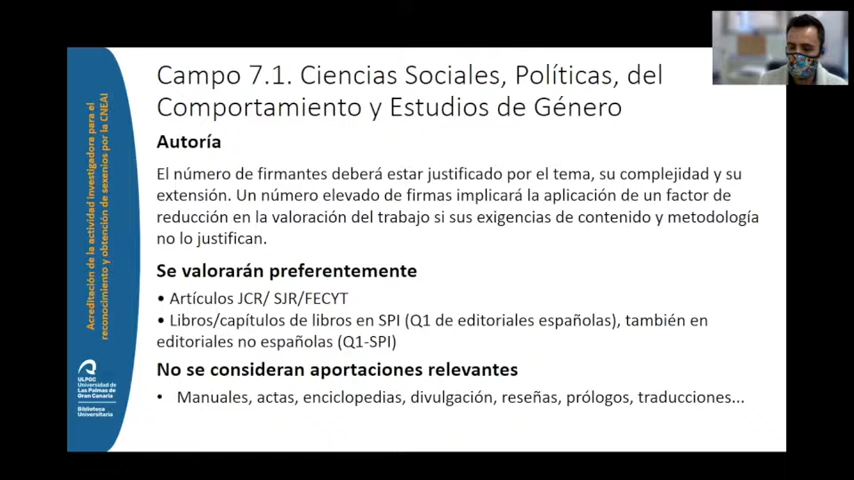 Campo 7.1. Ciencias Sociales, Políticas, del
Comportamiento y Estudios de Género
Autoría
El número de firmantes deberá estar justificado por el tema, su complejidad y su
extensión. Un número elevado de firmas implicará la aplicación de un factor de
reducción en la valoración del trabajo si sus exigencias de contenido y metodología
no lo justifican.
Se valorarán preferentemente
• Artículos JCR/ SJR/FECYT
• Libros/capítulos de libros en SPI (Q1 de editoriales españolas), también en
editoriales no españolas (Q1-SPI)
No se consideran aportaciones relevantes
• Manuales, actas, enciclopedias, divulgación, reseñas, prólogos, traducciones...
Acreditación de la actividad investigadora para el
reconocimiento y obtención de sexenios por la CNEAI
ULPGC
Universidad de
Las Palmas de
Gran Canaria
Biblioteca
Universitaria